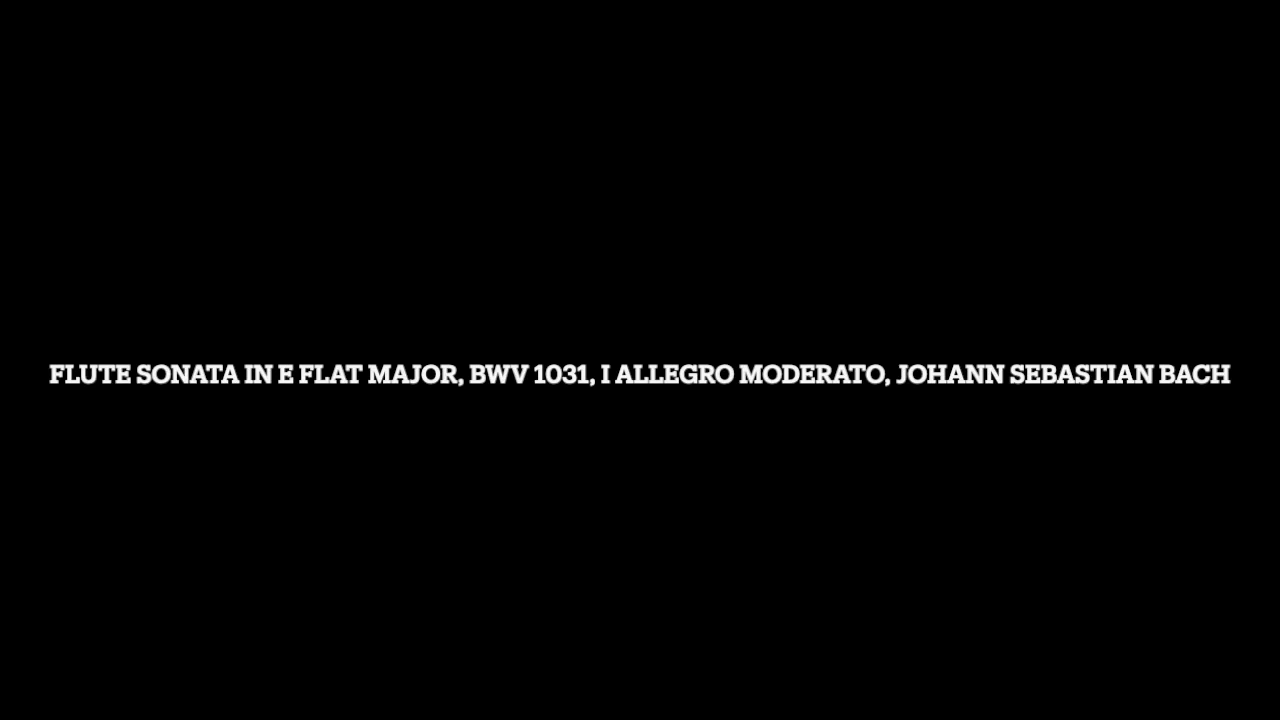 FLUTE SONATA IN E FLAT MAJOR, BWV 1031, I ALLEGRO MODERATO, JOHANN SEBASTIAN BACH